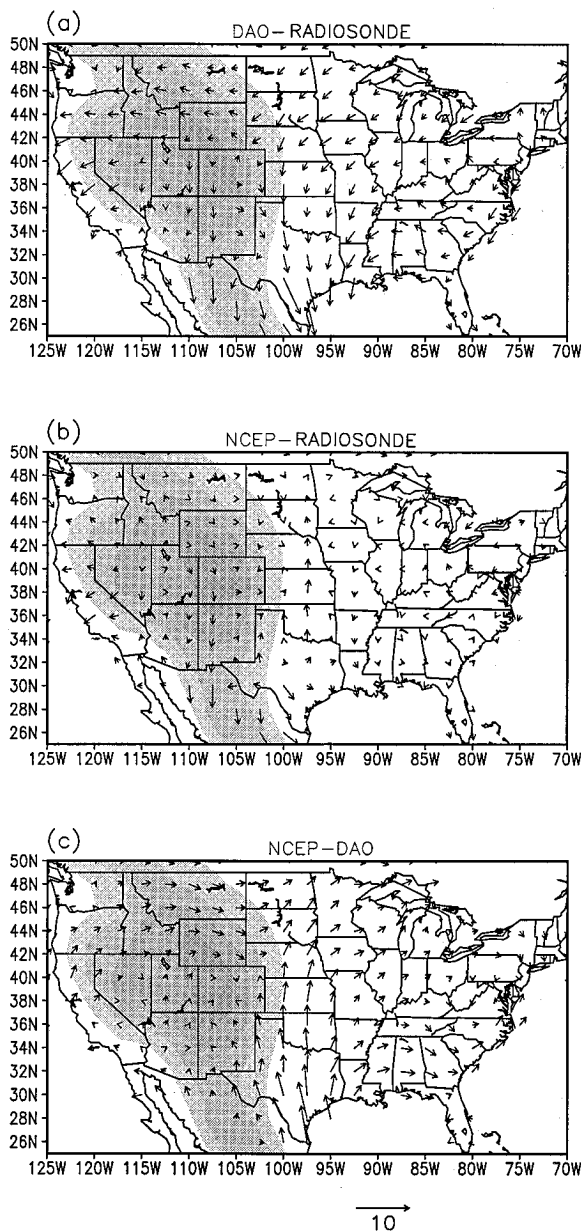 (a)
DAO-RADIOSONDE
50N
48N
46N
44N
42N
40N
38N
36N
34N
32N
30N
28N
26N
125W 120W 115W 110W 105W 100W 95W 90W 85W 80W 75W 70W
(b)
NCEP-RADIOSONDE
50N
48N
46N
44N
42N
40N
38N
36N
34N
32N
30N
28N
26N
125W 120W 115W 110W 105W 100W 95W 90W 85W 80W 75W 70W
(c)
NCEP-DAO
50N
48N
46N
44N
42N
40N
38N
36N
34N
32N
30N
28N
26N
125W 120W 115W 110W 105W 100W 95W 90W 85W 80W 75W 70W
10